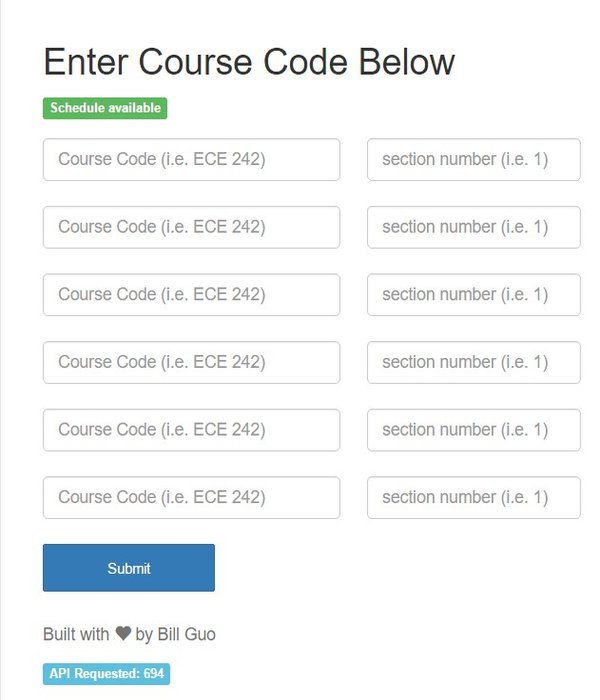 Enter Course Code Below
Schedule available
Course Code (i.e. ECE 242) section number (i.e. 1)
Course Code (i.e. ECE 242) section number (i.e. 1)
Course Code (i.e. ECE 242) section number (i.e. 1)
Course Code (i.e. ECE 242) section number (i.e. 1)
Course Code (i.e. ECE 242) section number (i.e. 1)
Course Code (i.e. ECE 242) section number (i.e. 1)
Submit
Built with ♥ by Bill Guo
API Requested: 694